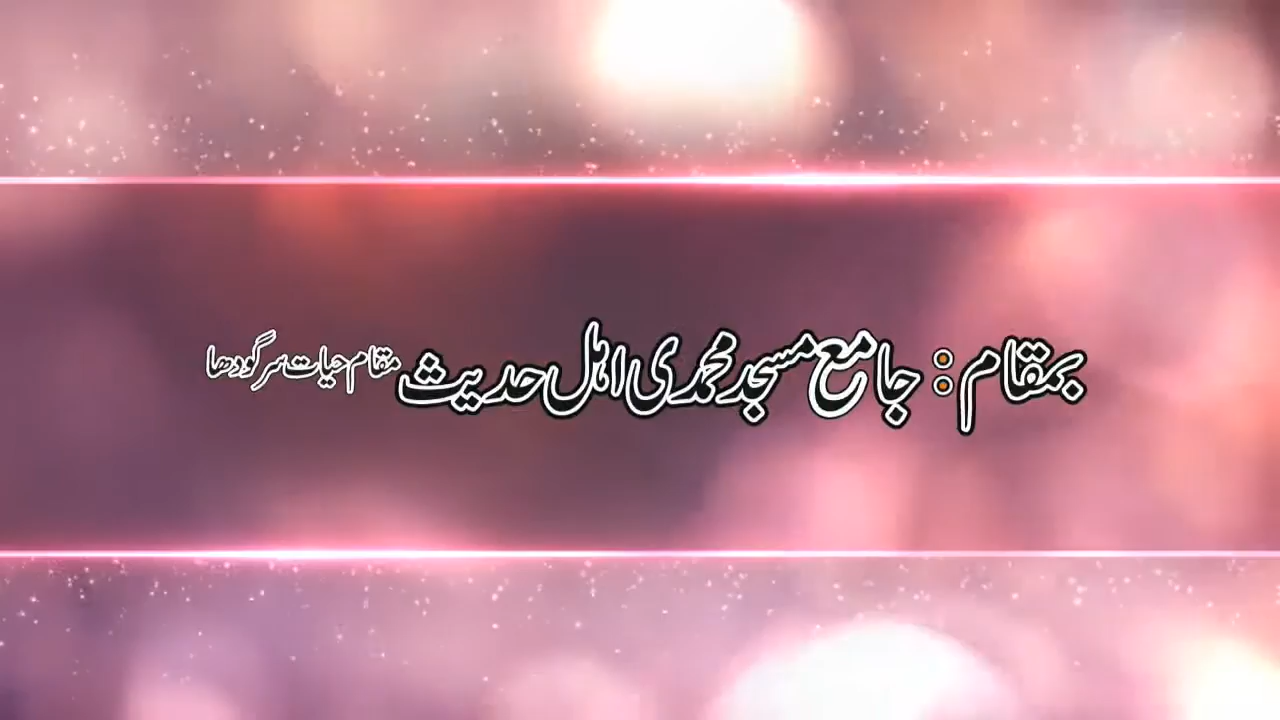 بمقام : جامع مسجد محمدی اہل حدیث مقام حیات سرگودھا